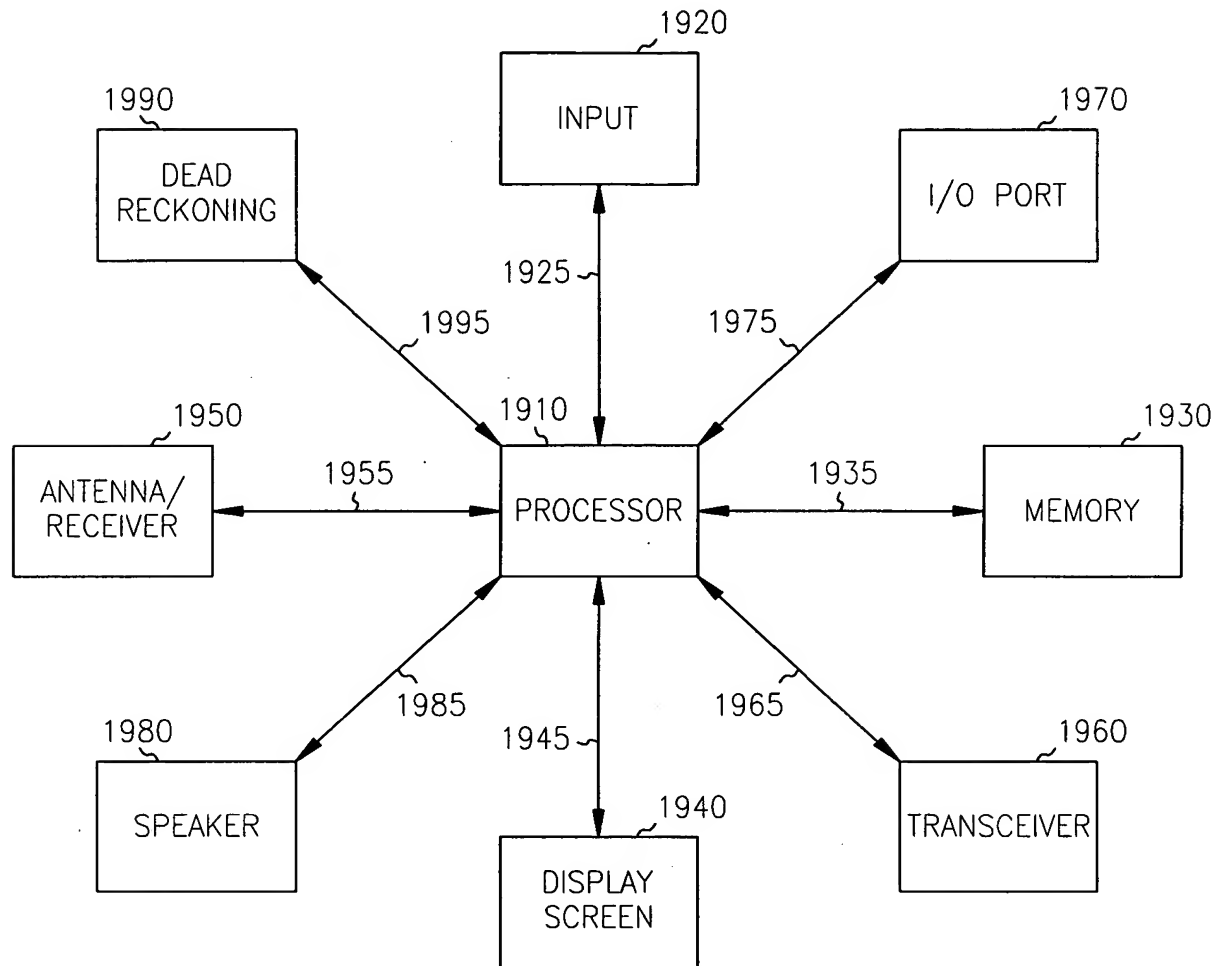 1920
INPUT
1990
DEAD
RECKONING
1970
I/O PORT
1925
1995
1975
1950
ANTENNA/
RECEIVER
1955
1910
PROCESSOR
1935
1930
MEMORY
1985
1965
1945
1980
SPEAKER
1960
TRANSCEIVER
1940
DISPLAY
SCREEN